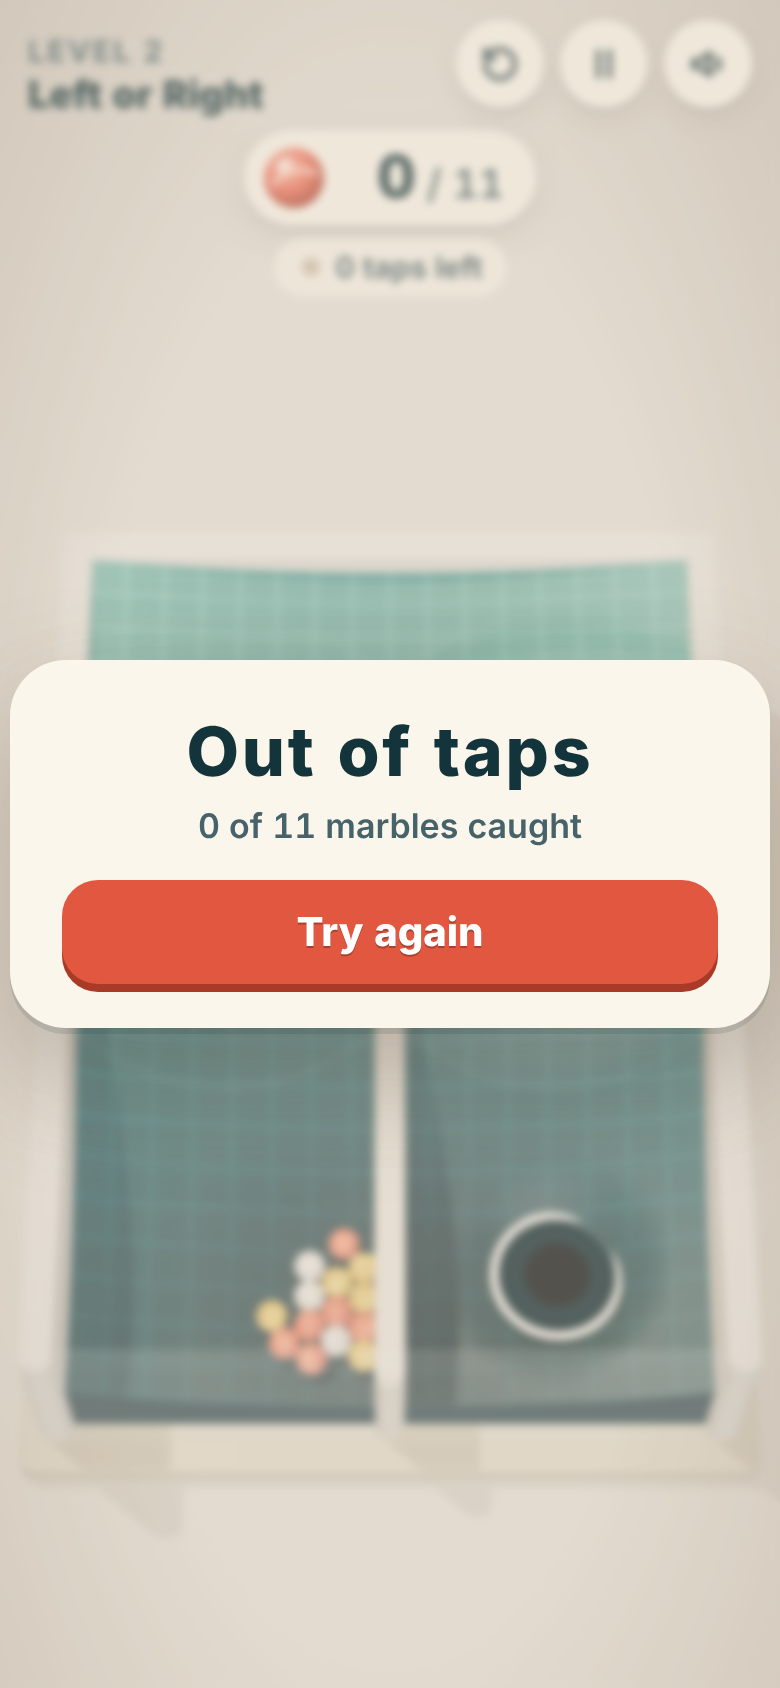 LEVEL 2
Left or Right
0 / 11
0 taps left
Out of taps
0 of 11 marbles caught
Try again